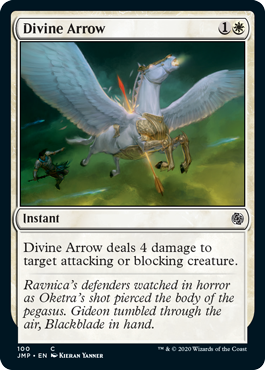 Divine Arrow 1
Instant
Divine Arrow deals 4 damage to
target attacking or blocking creature.
Ravnica's defenders watched in horror
as Oketra's shot pierced the body of the
pegasus. Gideon tumbled through the
air, Blackblade in hand.
100 C
JMP • EN KIERAN YANNER
™ & © 2020 Wizards of the Coast